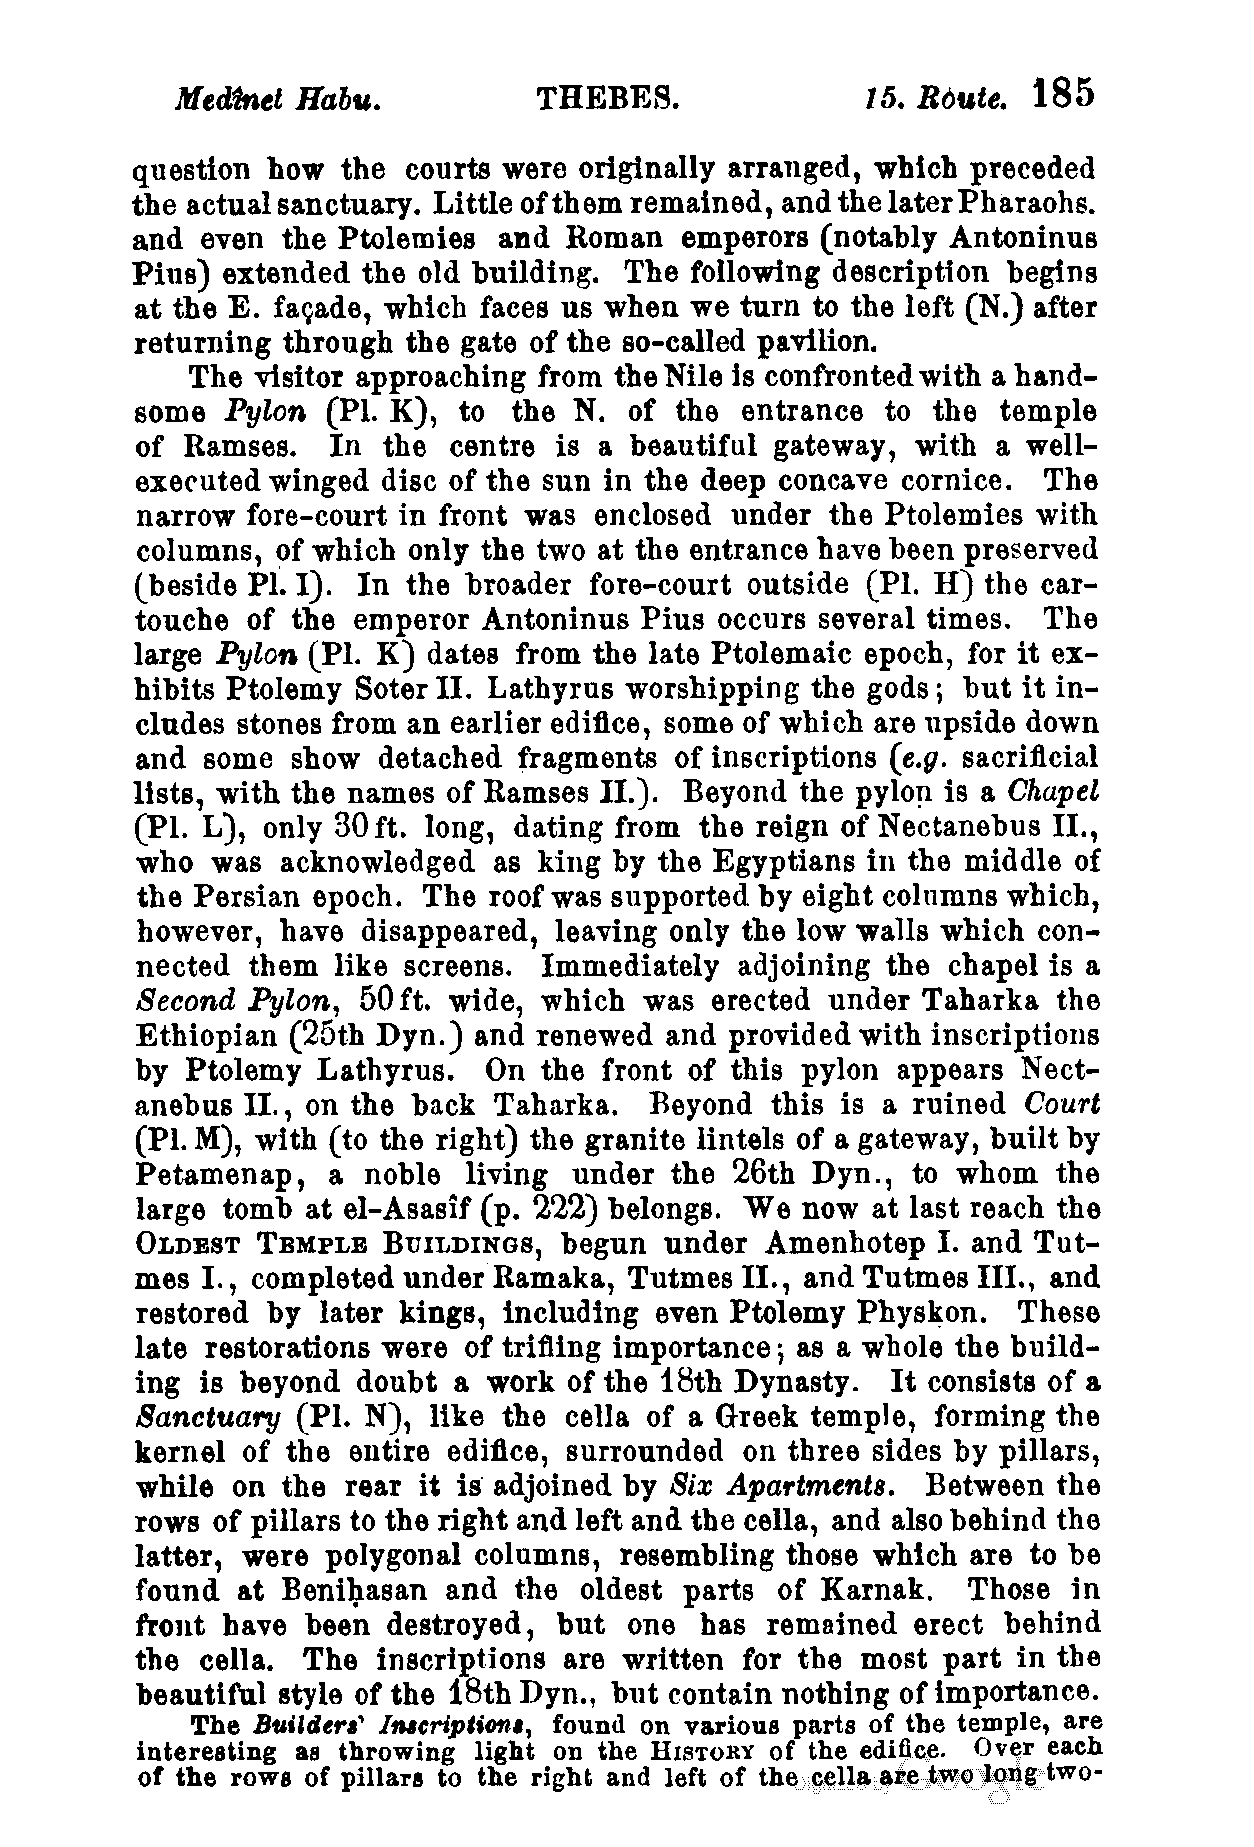 Medînet Habu. THEBES. 15. Route. 185
question how the courts were originally arranged, which preceded
the actual sanctuary. Little of them remained, and the later Pharaohs.
and even the Ptolemies and Roman emperors (notably Antoninus
Pius) extended the old building. The following description begins
at the E. façade, which faces us when we turn to the left (N.) after
returning through the gate of the so-called pavilion.
The visitor approaching from the Nile is confronted with a hand-
some Pylon (Pl. K), to the N. of the entrance to the temple
of Ramses. In the centre is a beautiful gateway, with a well-
executed winged disc of the sun in the deep concave cornice. The
narrow fore-court in front was enclosed under the Ptolemies with
columns, of which only the two at the entrance have been preserved
(beside Pl. I). In the broader fore-court outside (Pl. H) the car-
touche of the emperor Antoninus Pius occurs several times. The
large Pylon (Pl. K) dates from the late Ptolemaic epoch, for it ex-
hibits Ptolemy Soter II. Lathyrus worshipping the gods; but it in-
cludes stones from an earlier edifice, some of which are upside down
and some show detached fragments of inscriptions (e.g. sacrificial
lists, with the names of Ramses II.). Beyond the pylon is a Chapel
(Pl. L), only 30 ft. long, dating from the reign of Nectanebus II.,
who was acknowledged as king by the Egyptians in the middle of
the Persian epoch. The roof was supported by eight columns which,
however, have disappeared, leaving only the low walls which con-
nected them like screens. Immediately adjoining the chapel is a
Second Pylon, 50 ft. wide, which was erected under Taharka the
Ethiopian (25th Dyn.) and renewed and provided with inscriptions
by Ptolemy Lathyrus. On the front of this pylon appears Nect-
anebus II., on the back Taharka. Beyond this is a ruined Court
(Pl. M), with (to the right) the granite lintels of a gateway, built by
Petamenap, a noble living under the 26th Dyn., to whom the
large tomb at el-Asasîf (p. 222) belongs. We now at last reach the
OLDEST TEMPLE BUILDINGS, begun under Amenhotep I. and Tut-
mes I., completed under Ramaka, Tutmes II., and Tutmes III., and
restored by later kings, including even Ptolemy Physkon. These
late restorations were of trifling importance; as a whole the build-
ing is beyond doubt a work of the 18th Dynasty. It consists of a
Sanctuary (Pl. N), like the cella of a Greek temple, forming the
kernel of the entire edifice, surrounded on three sides by pillars,
while on the rear it is adjoined by Six Apartments. Between the
rows of pillars to the right and left and the cella, and also behind the
latter, were polygonal columns, resembling those which are to be
found at Beniḥasan and the oldest parts of Karnak. Those in
front have been destroyed, but one has remained erect behind
the cella. The inscriptions are written for the most part in the
beautiful style of the 18th Dyn., but contain nothing of importance.
The Builders' Inscriptions, found on various parts of the temple, are
interesting as throwing light on the HISTORY of the edifice. Over each
of the rows of pillars to the right and left of the cella are two long two-